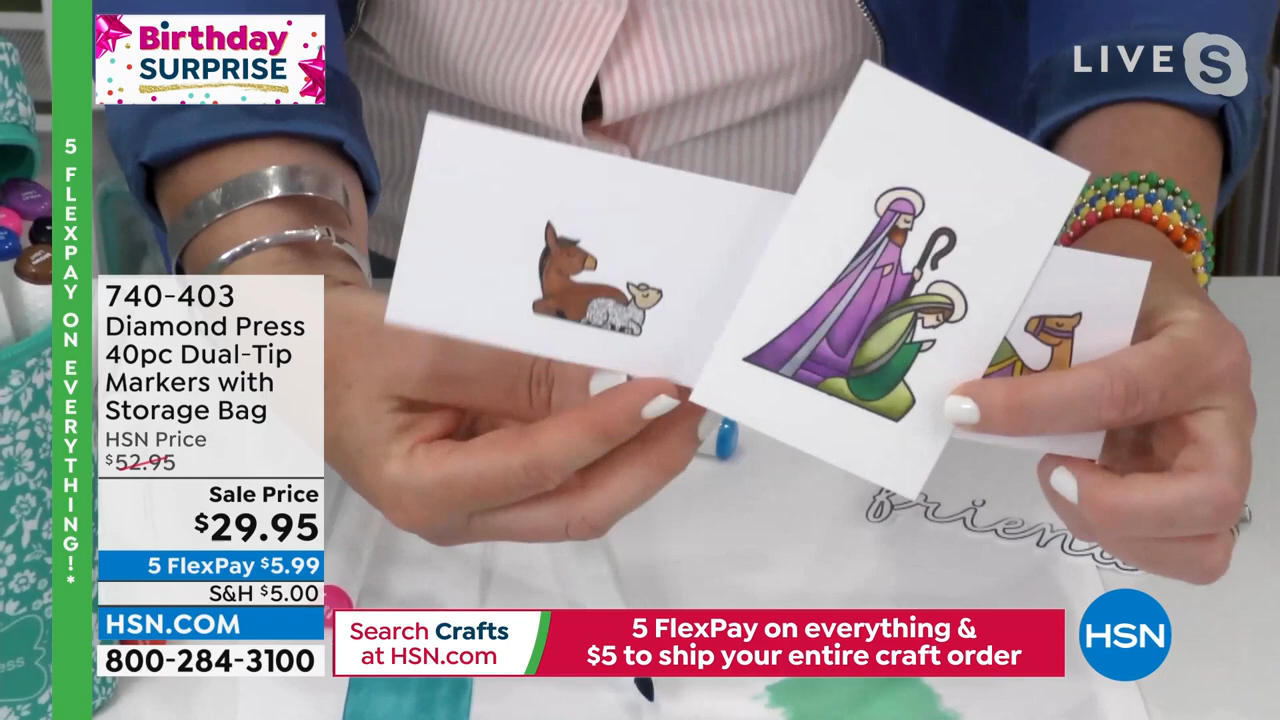 Birthday
SURPRISE
LIVE S
5 FLEXPAY ON EVERYTHING!*
740-403
Diamond Press
40pc Dual-Tip
Markers with
Storage Bag
HSN Price
$52.95
Sale Price
$29.95
5 FlexPay $5.99
S&H $5.00
HSN.COM
800-284-3100
friend
Search Crafts
at HSN.com
5 FlexPay on everything &
$5 to ship your entire craft order
HSN